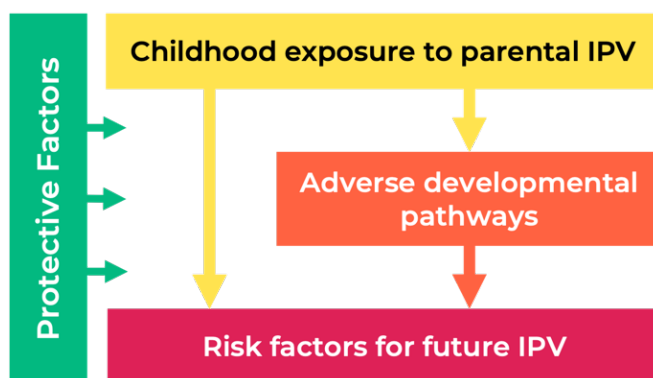 Protective Factors
Childhood exposure to parental IPV
Adverse developmental
pathways
Risk factors for future IPV